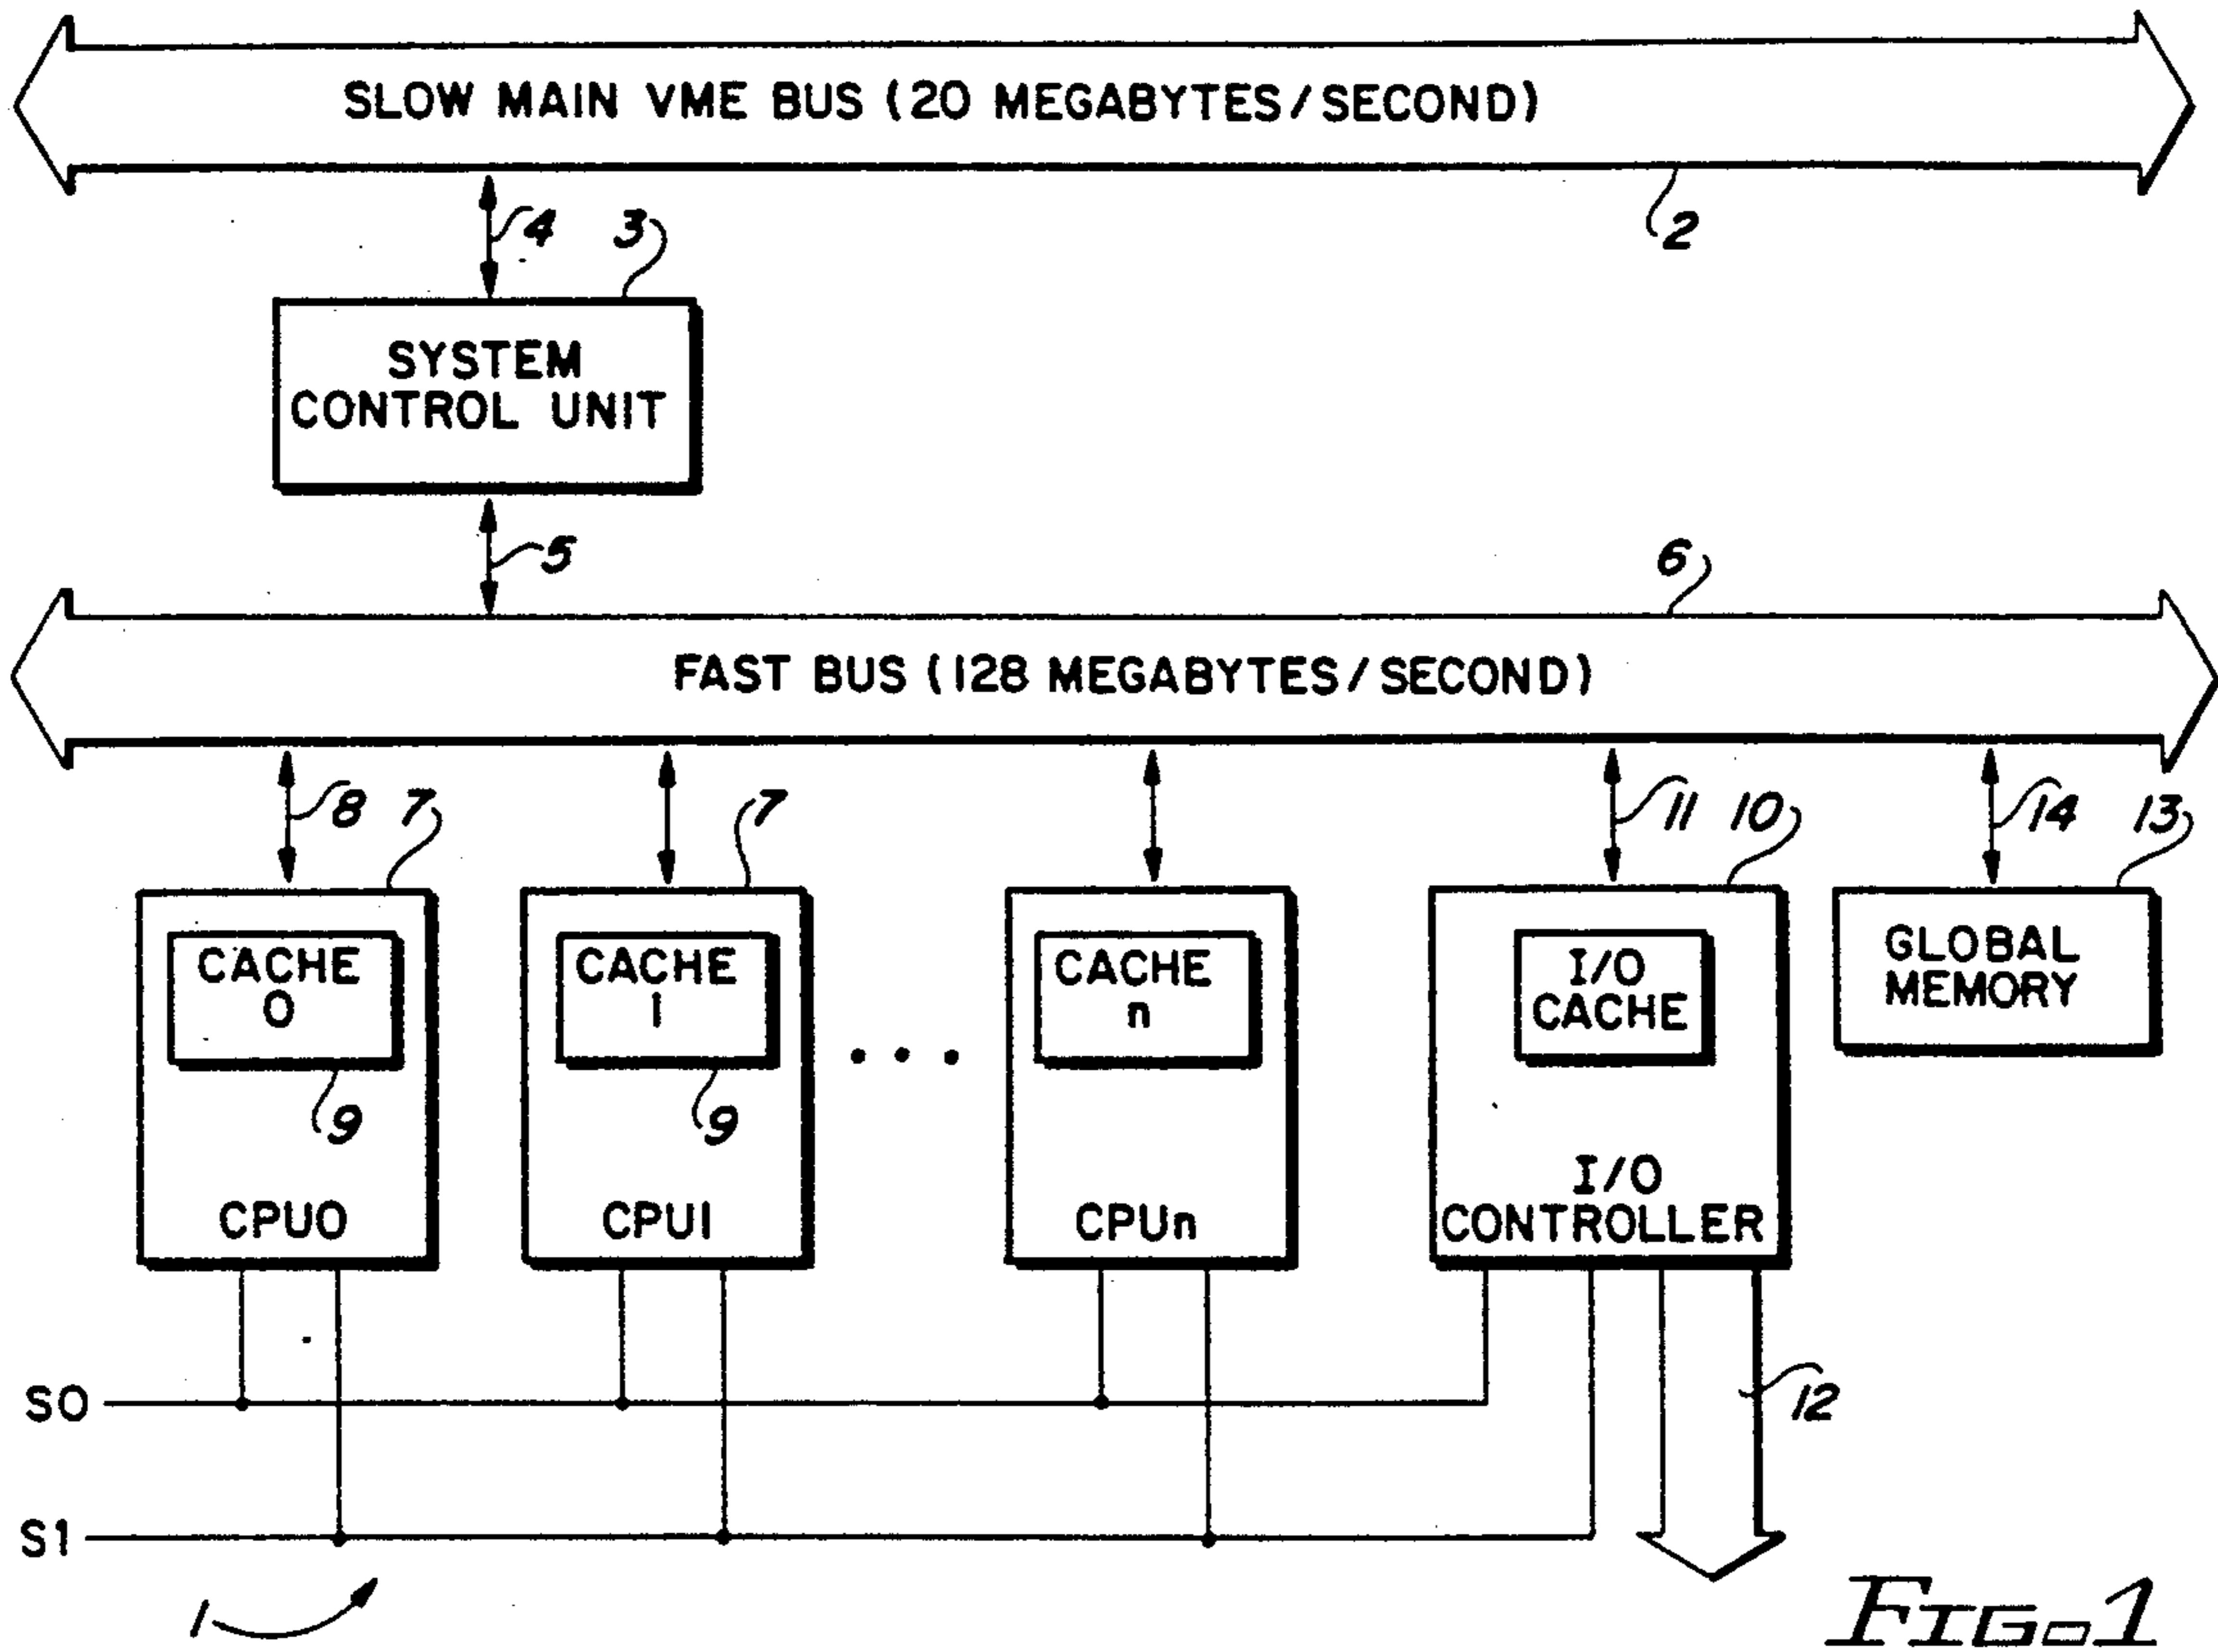 SLOW MAIN VME BUS (20 MEGABYTES/SECOND)
4
3
2
SYSTEM
CONTROL UNIT
5
6
FAST BUS (128 MEGABYTES/SECOND)
8
7
7
11
10
14
13
CACHE
0
CACHE
1
CACHE
n
I/O
CACHE
GLOBAL
MEMORY
...
9
9
CPU0
CPU1
CPUn
I/O
CONTROLLER
S0
12
S1
1
FIG-1